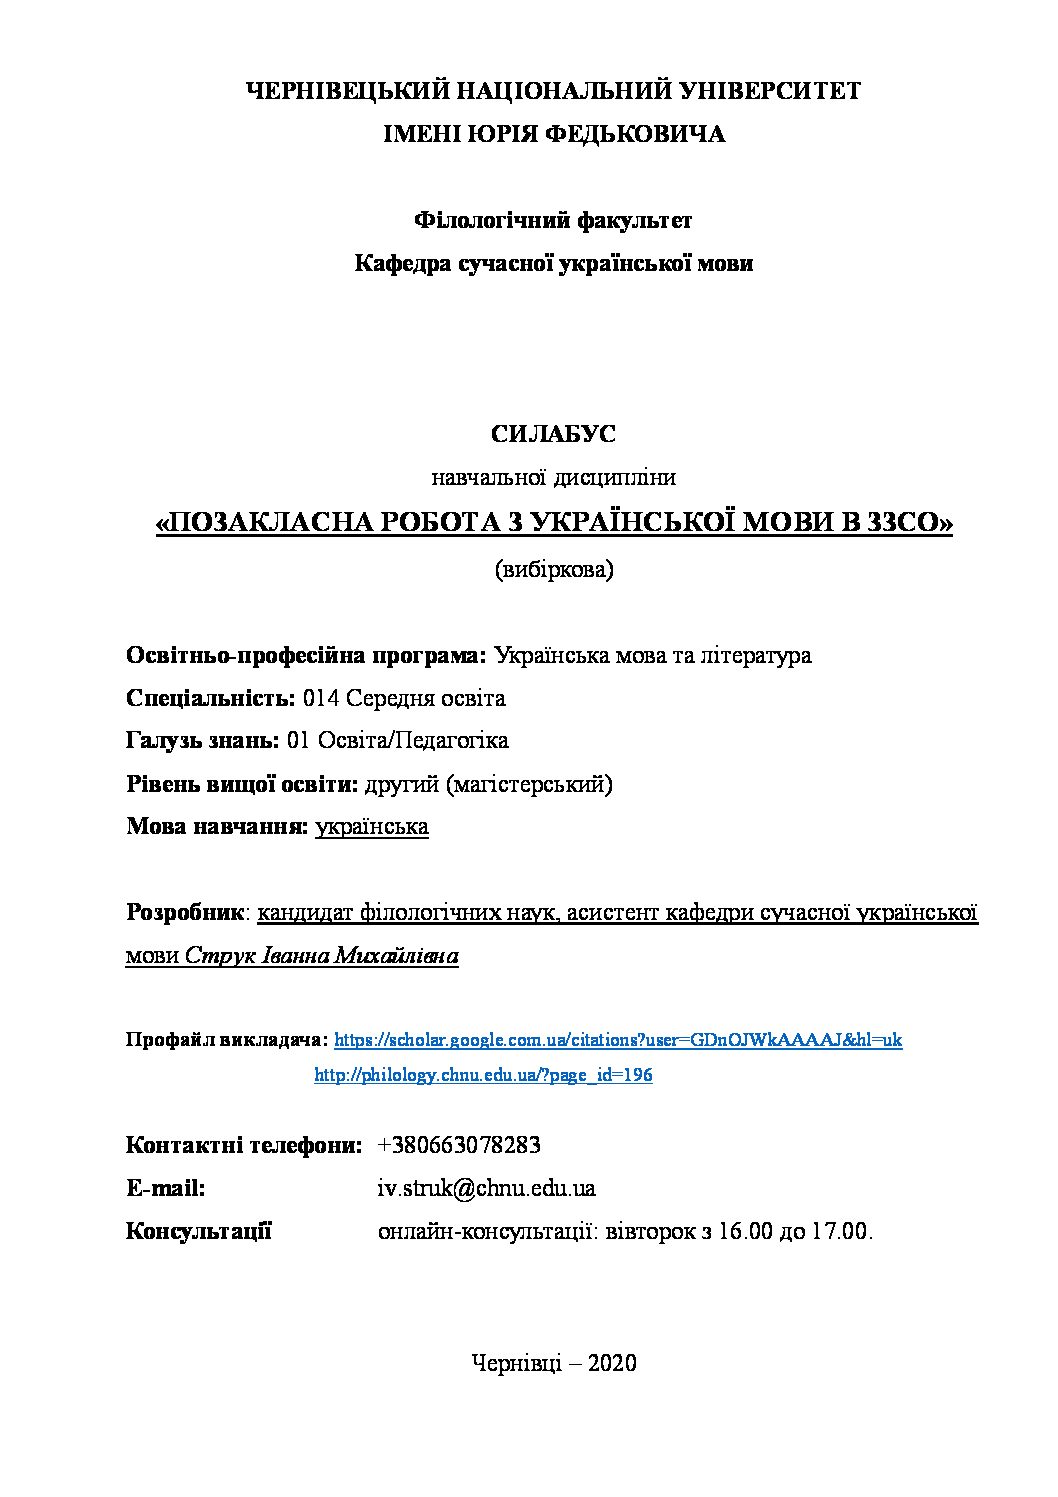 ЧЕРНІВЕЦЬКИЙ НАЦІОНАЛЬНИЙ УНІВЕРСИТЕТ
ІМЕНІ ЮРІЯ ФЕДЬКОВИЧА
Філологічний факультет
Кафедра сучасної української мови
СИЛАБУС
навчальної дисципліни
«ПОЗАКЛАСНА РОБОТА З УКРАЇНСЬКОЇ МОВИ В ЗЗСО»
(вибіркова)
Освітньо-професійна програма: Українська мова та література
Спеціальність: 014 Середня освіта
Галузь знань: 01 Освіта/Педагогіка
Рівень вищої освіти: другий (магістерський)
Мова навчання: українська
Розробник: кандидат філологічних наук, асистент кафедри сучасної української
мови Струк Іванна Михайлівна
Профайл викладача: https://scholar.google.com.ua/citations?user=GDnOJWkAAAAJ&hl=uk
http://philology.chnu.edu.ua/?page_id=196
Контактні телефони: +380663078283
E-mail: iv.struk@chnu.edu.ua
Консультації онлайн-консультації: вівторок з 16.00 до 17.00.
Чернівці – 2020